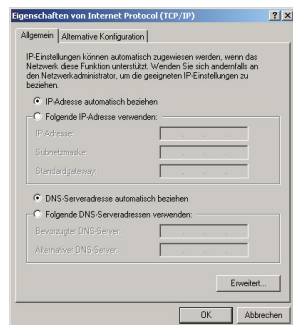 Eigenschaften von Internet Protocol (TCP/IP)
Allgemein Alternative Konfiguration
IP-Einstellungen können automatisch zugewiesen werden, wenn das
Netzwerk diese Funktion unterstützt. Wenden Sie sich andernfalls an
den Netzwerkadministrator, um die geeigneten IP-Einstellungen zu
beziehen.
IP-Adresse automatisch beziehen
Folgende IP-Adresse verwenden:
IP-Adresse:
Subnetzmaske:
Standardgateway:
DNS-Serveradresse automatisch beziehen
Folgende DNS-Serveradressen verwenden:
Bevorzugter DNS-Server:
Alternativer DNS-Server:
Erweitert...
OK Abbrechen